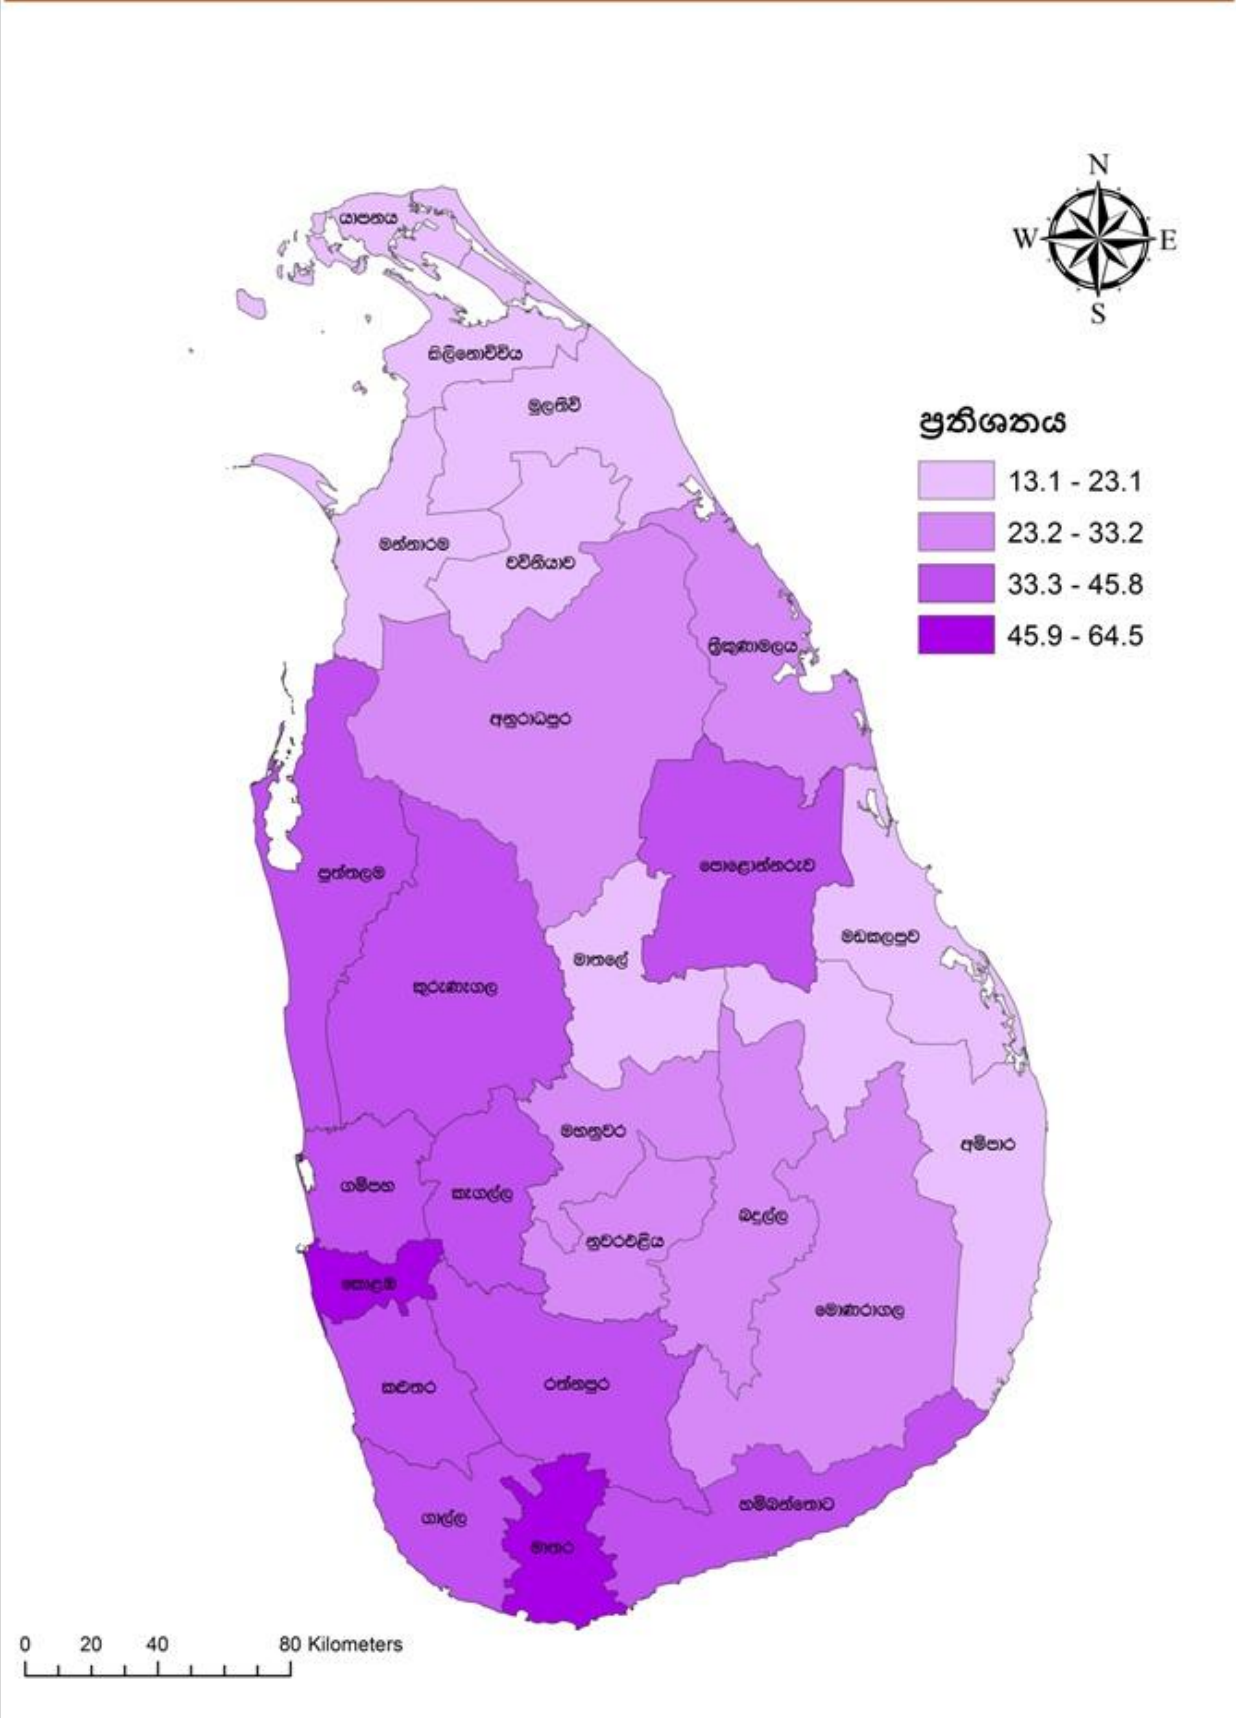 N
W E
S
යාපනය
කිලිනොච්චිය
මුලතිව්
ප්‍රතිශතය
13.1 - 23.1
23.2 - 33.2
33.3 - 45.8
45.9 - 64.5
මන්නාරම
වව්නියාව
ත්‍රිකුණාමලය
අනුරාධපුර
පොළොන්නරුව
පුත්තලම
මඩකලපුව
මාතලේ
කුරුණෑගල
මහනුවර
අම්පාර
ගම්පහ
කෑගල්ල
බදුල්ල
නුවරඑළිය
කොළඹ
මොණරාගල
කළුතර
රත්නපුර
හම්බන්තොට
ගාල්ල
මාතර
0 20 40 80 Kilometers